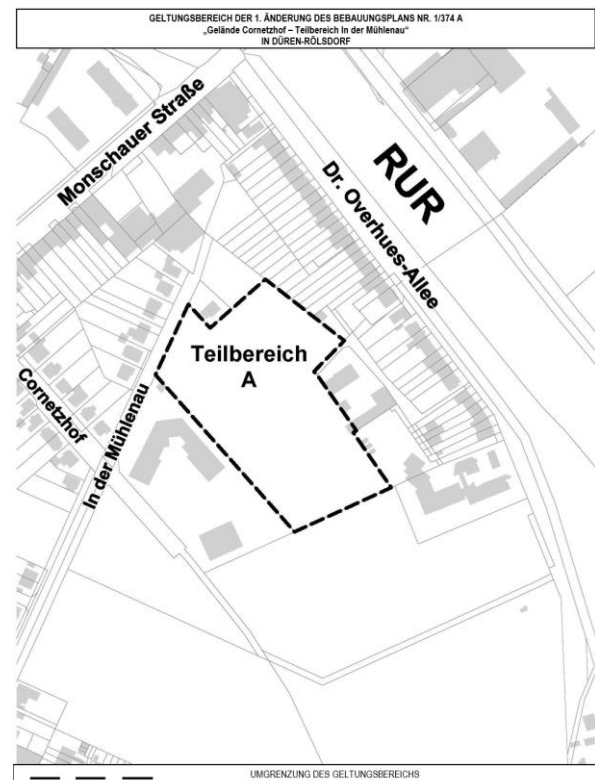 GELTUNGSBEREICH DER 1. ÄNDERUNG DES BEBAUUNGSPLANS NR. 1/374 A
„Gelände Cornetzhof – Teilbereich In der Mühlenau“
IN DÜREN-RÖLSDORF
Monschauer Straße
RUR
Dr. Overhues-Allee
Teilbereich
A
Cornetzhof
In der Mühlenau
UMGRENZUNG DES GELTUNGSBEREICHS